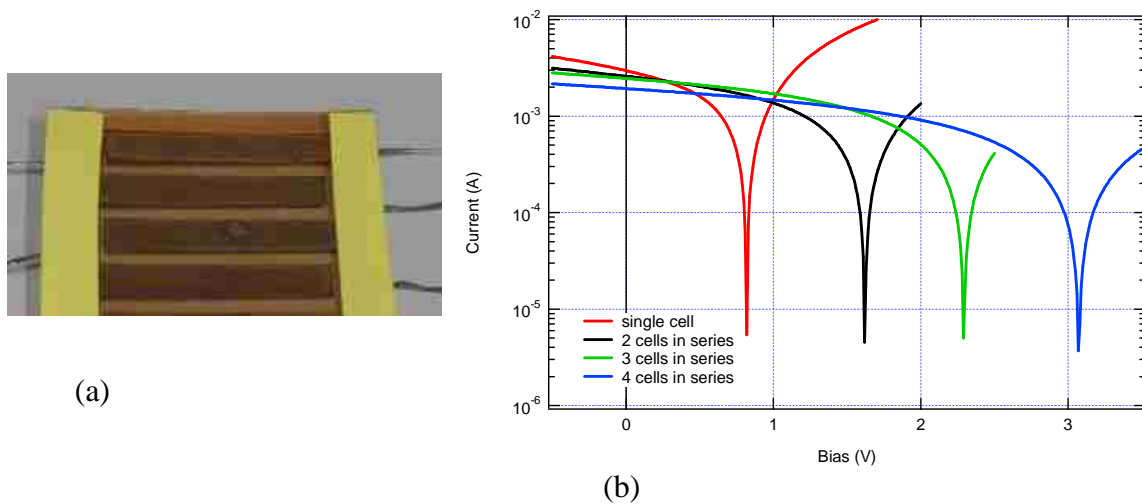 10⁻²
10⁻³
10⁻⁴
10⁻⁵
10⁻⁶
Current (A)
single cell
2 cells in series
3 cells in series
4 cells in series
0 1 2 3
Bias (V)
(a)
(b)